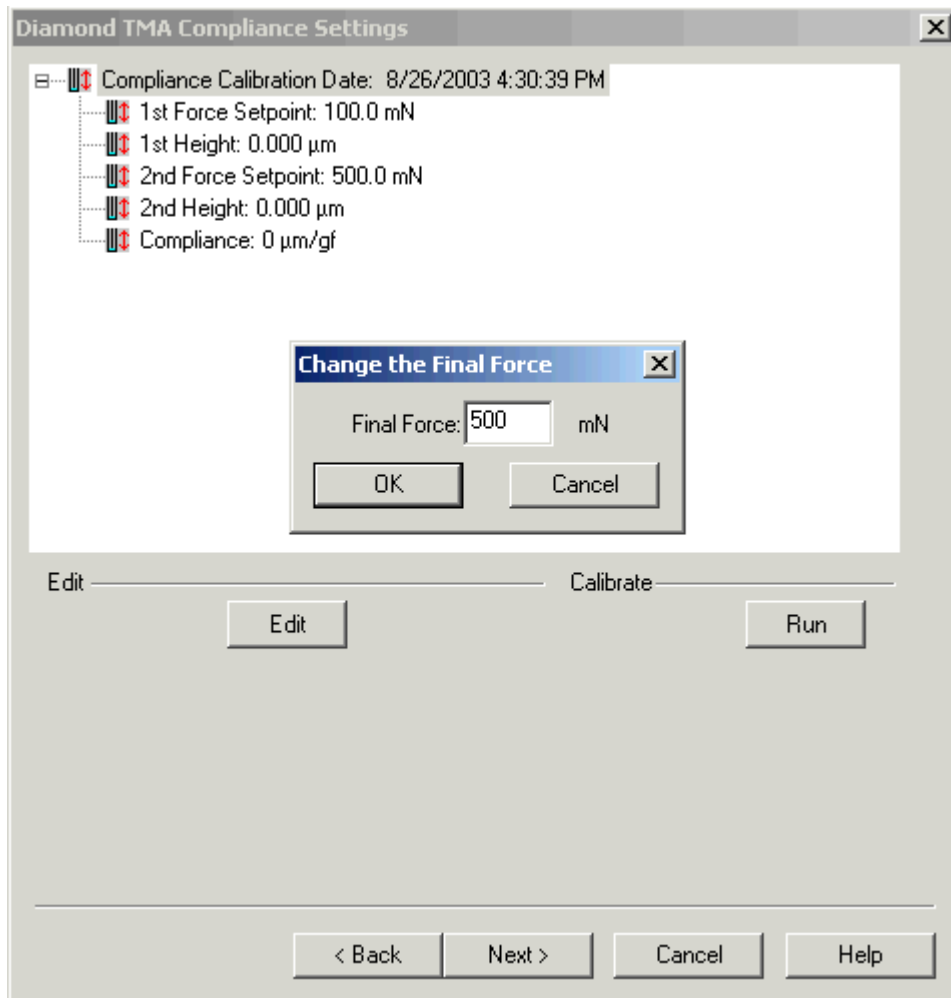 Diamond TMA Compliance Settings
Compliance Calibration Date: 8/26/2003 4:30:39 PM
1st Force Setpoint: 100.0 mN
1st Height: 0.000 µm
2nd Force Setpoint: 500.0 mN
2nd Height: 0.000 µm
Compliance: 0 µm/gf
Change the Final Force
Final Force: 500 mN
OK Cancel
Edit Calibrate
Edit Run
< Back Next > Cancel Help